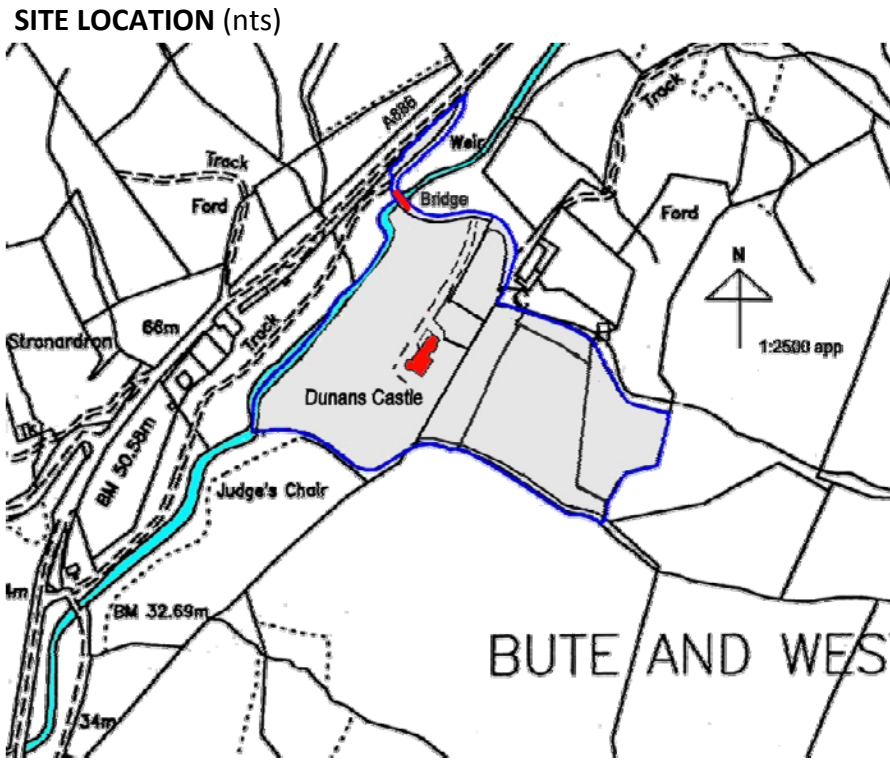 SITE LOCATION (nts)
A886
Track
Weir
Track
Ford
Bridge
Ford
N
Stronardron
66m
1:2500 app
Dunans Castle
BM 50.58m
Judge's Chair
BM 32.69m
BUTE AND WES
34m